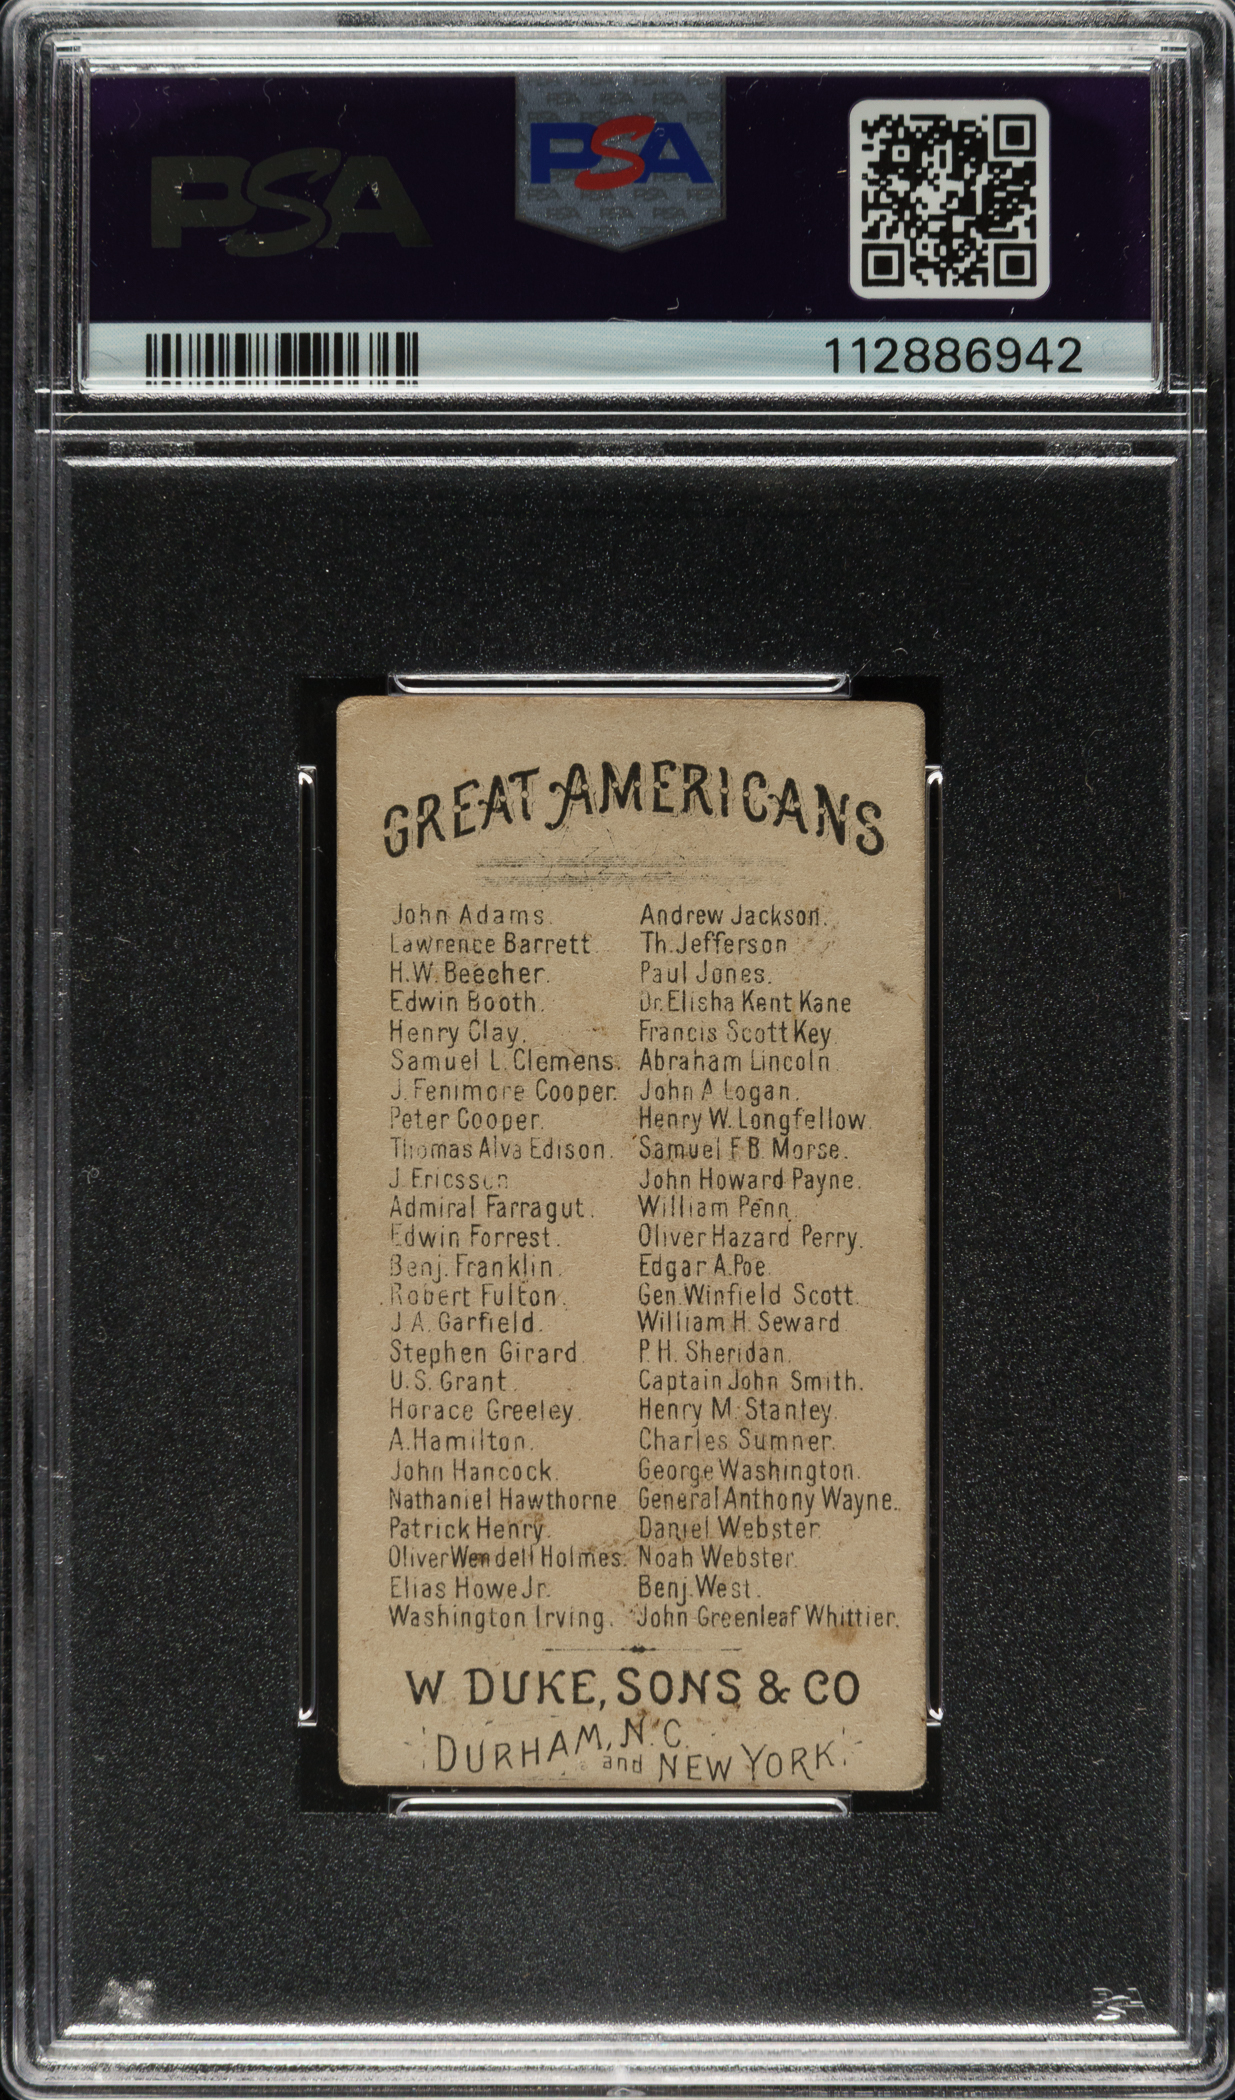 PSA
PSA
112886942
GREAT AMERICANS
John Adams.
Lawrence Barrett.
H.W. Beecher.
Edwin Booth.
Henry Clay.
Samuel L. Clemens.
J. Fenimore Cooper.
Peter Cooper.
Thomas Alva Edison.
J. Ericsson
Admiral Farragut.
Edwin Forrest.
Benj. Franklin.
Robert Fulton.
J.A. Garfield.
Stephen Girard.
U.S. Grant.
Horace Greeley.
A. Hamilton.
John Hancock.
Nathaniel Hawthorne.
Patrick Henry.
Oliver Wendell Holmes.
Elias Howe Jr.
Washington Irving.
Andrew Jackson.
Th. Jefferson
Paul Jones.
Dr. Elisha Kent Kane
Francis Scott Key
Abraham Lincoln
John A Logan.
Henry W. Longfellow.
Samuel F.B. Morse.
John Howard Payne.
William Penn.
Oliver Hazard Perry.
Edgar A. Poe.
Gen. Winfield Scott.
William H. Seward
P.H. Sheridan.
Captain John Smith.
Henry M. Stanley.
Charles Sumner.
George Washington.
General Anthony Wayne.
Daniel Webster.
Noah Webster.
Benj. West.
John Greenleaf Whittier.
W DUKE, SONS & CO
DURHAM, N.C.
and NEW YORK.
PSA